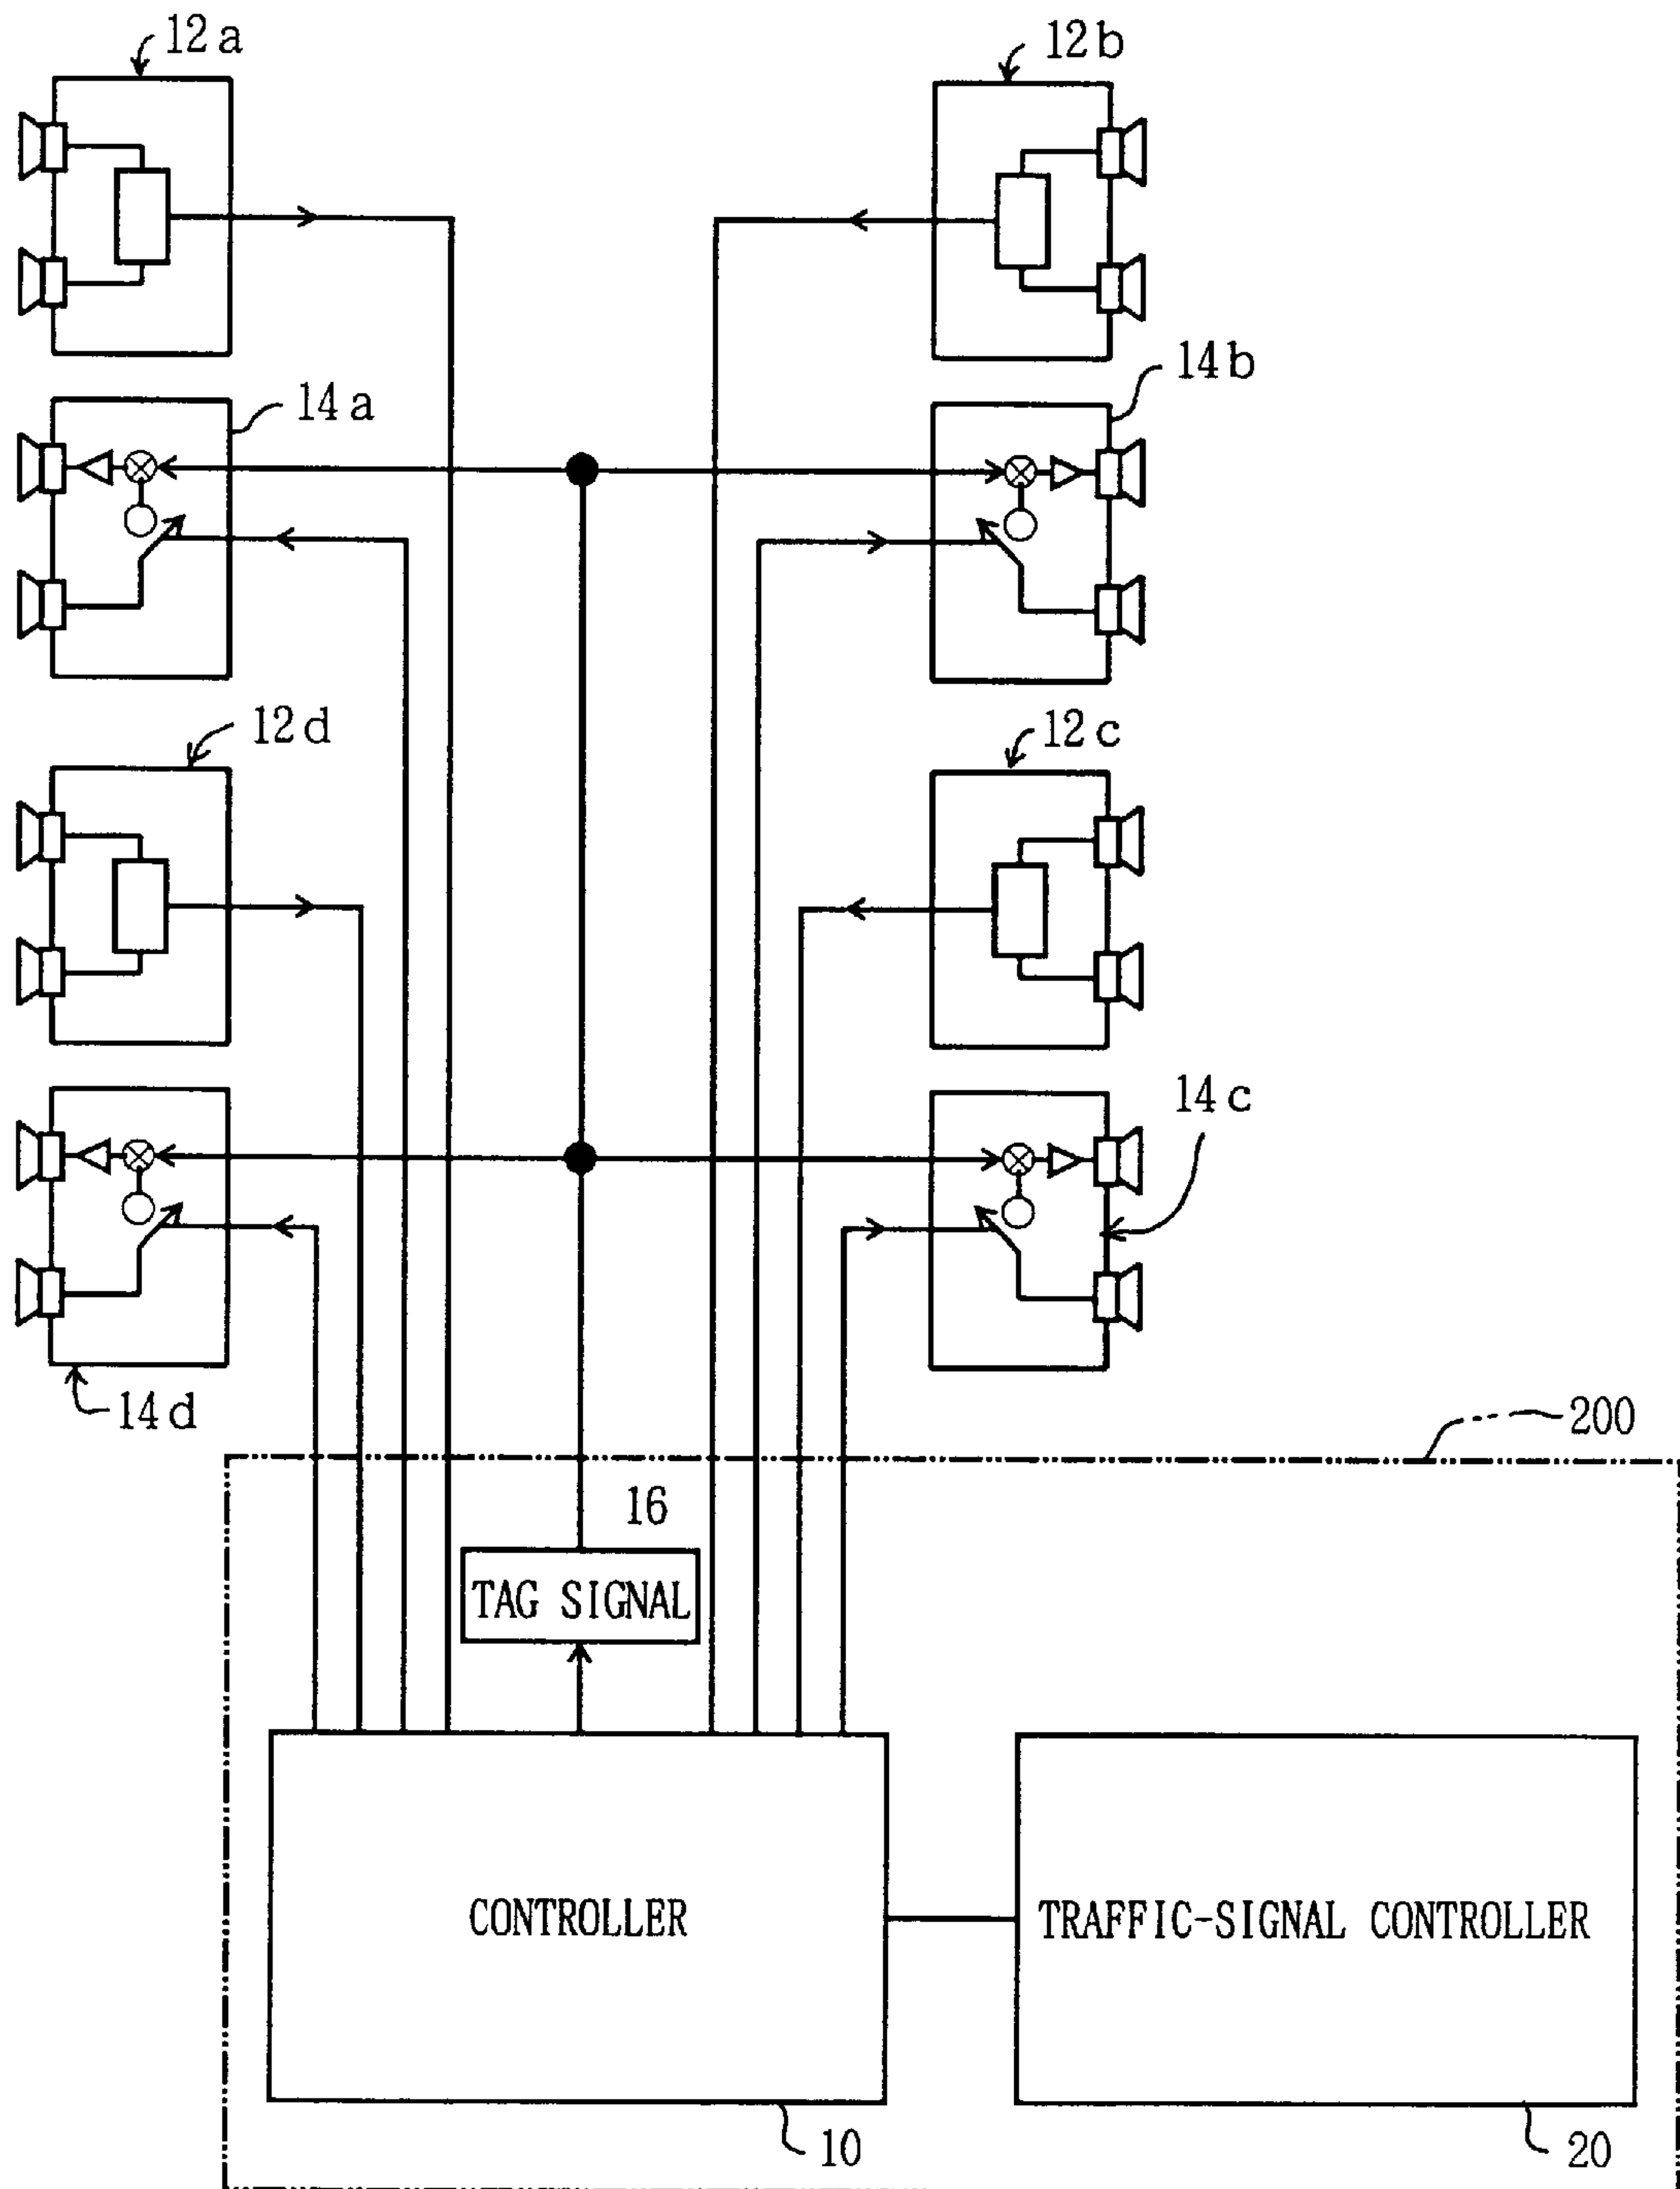 12a
12b
14a
14b
12d
12c
14c
14d
200
16
TAG SIGNAL
CONTROLLER
TRAFFIC-SIGNAL CONTROLLER
10
20